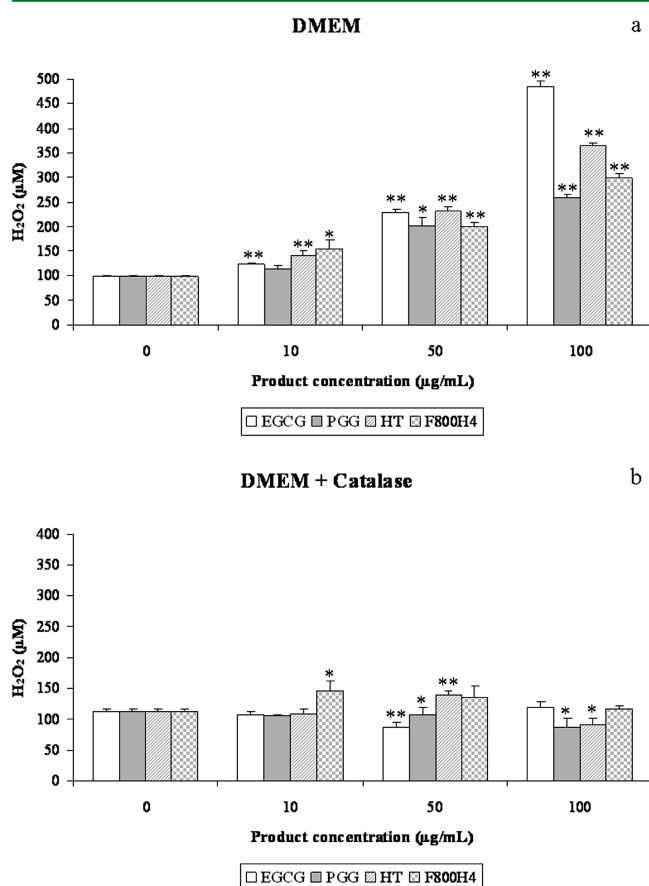 DMEM
a
500
450
400
350
300
250
200
150
100
50
0
H₂O₂ (µM)
** ** * ** * ** ** ** ** ** **
0 10 50 100
Product concentration (µg/mL)
EGCG PGG HT F800H4
DMEM + Catalase
b
400
350
300
250
200
150
100
50
0
H₂O₂ (µM)
* ** * ** * *
0 10 50 100
Product concentration (µg/mL)
EGCG PGG HT F800H4